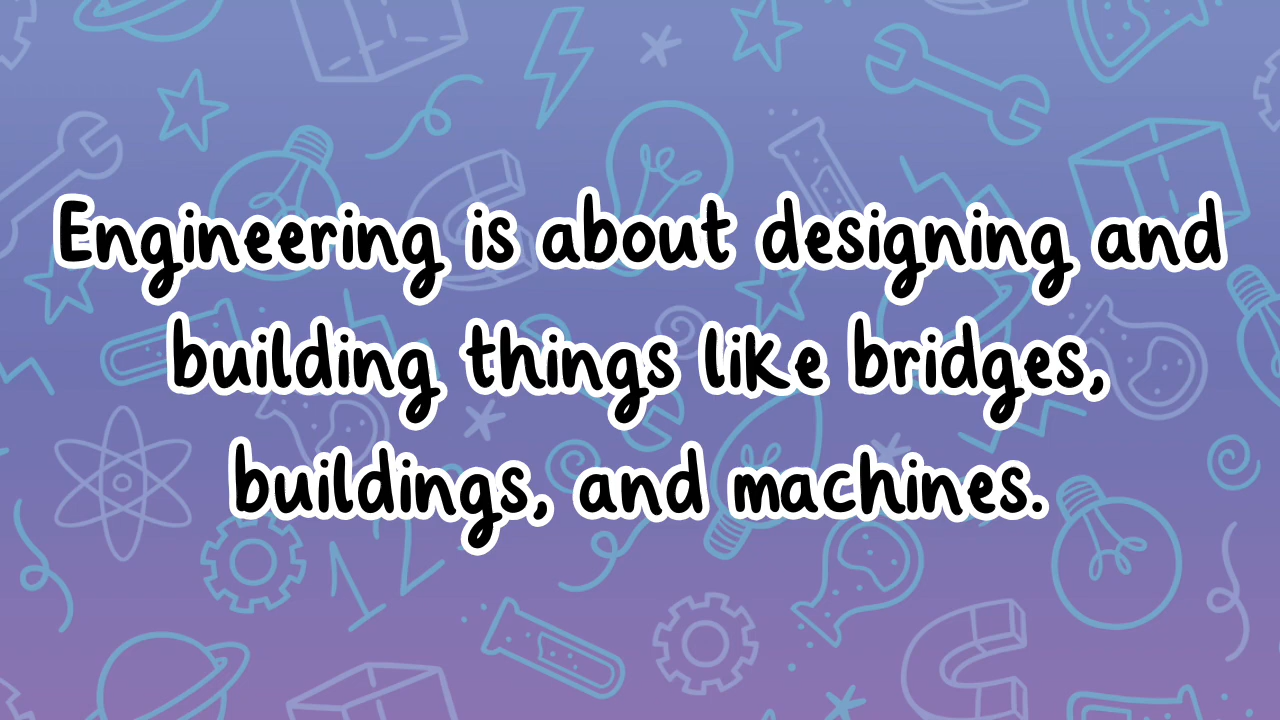 Engineering is about designing and
building things like bridges,
buildings, and machines.